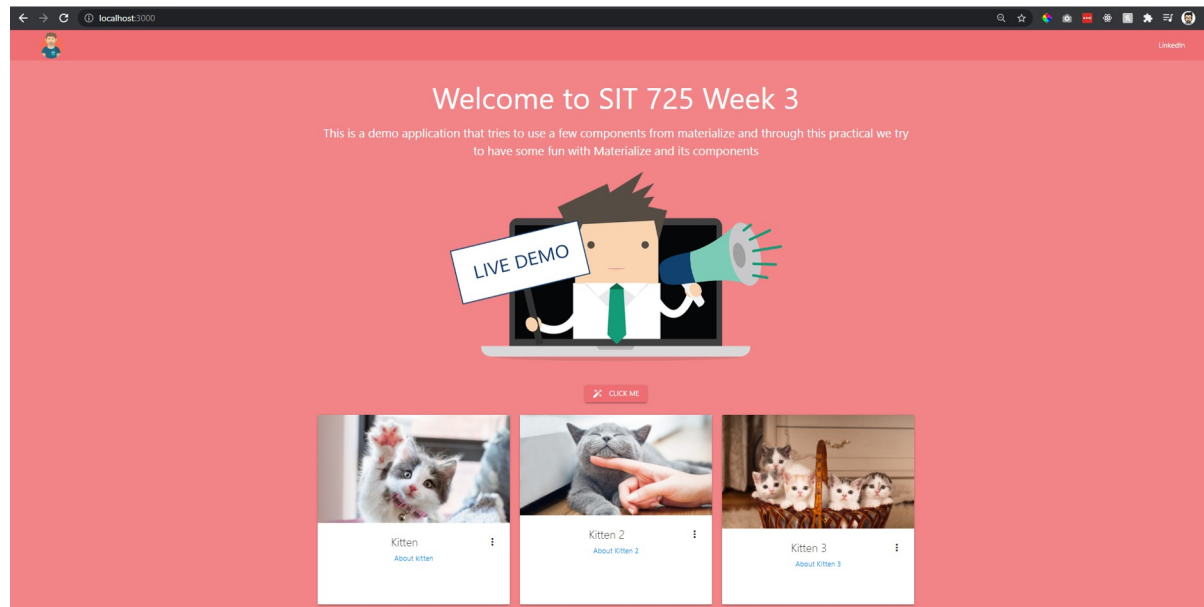 localhost:3000
LinkedIn
Welcome to SIT 725 Week 3
This is a demo application that tries to use a few components from materialize and through this practical we try
to have some fun with Materialize and its components
LIVE DEMO
CLICK ME
Kitten
About kitten
Kitten 2
About Kitten 2
Kitten 3
About Kitten 3